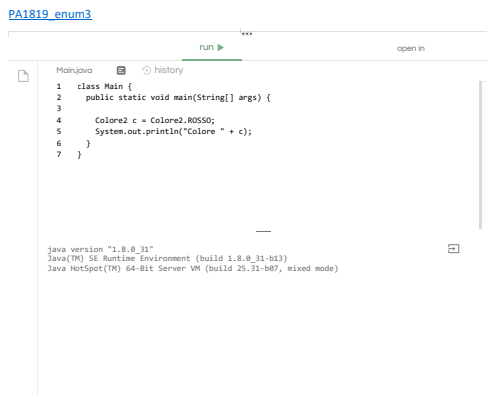 PA1819_enum3
run
open in
Main.java
history
1 class Main {
2 public static void main(String[] args) {
3
4 Colore2 c = Colore2.ROSSO;
5 System.out.println("Colore " + c);
6 }
7 }
java version "1.8.0_31"
Java(TM) SE Runtime Environment (build 1.8.0_31-b13)
Java HotSpot(TM) 64-Bit Server VM (build 25.31-b07, mixed mode)